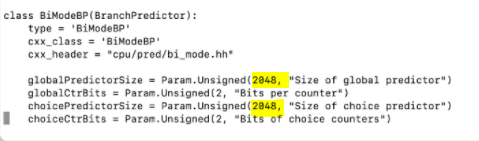 class BiModeBP(BranchPredictor):
    type = 'BiModeBP'
    cxx_class = 'BiModeBP'
    cxx_header = "cpu/pred/bi_mode.hh"

    globalPredictorSize = Param.Unsigned(2048, "Size of global predictor")
    globalCtrBits = Param.Unsigned(2, "Bits per counter")
    choicePredictorSize = Param.Unsigned(2048, "Size of choice predictor")
    choiceCtrBits = Param.Unsigned(2, "Bits of choice counters")